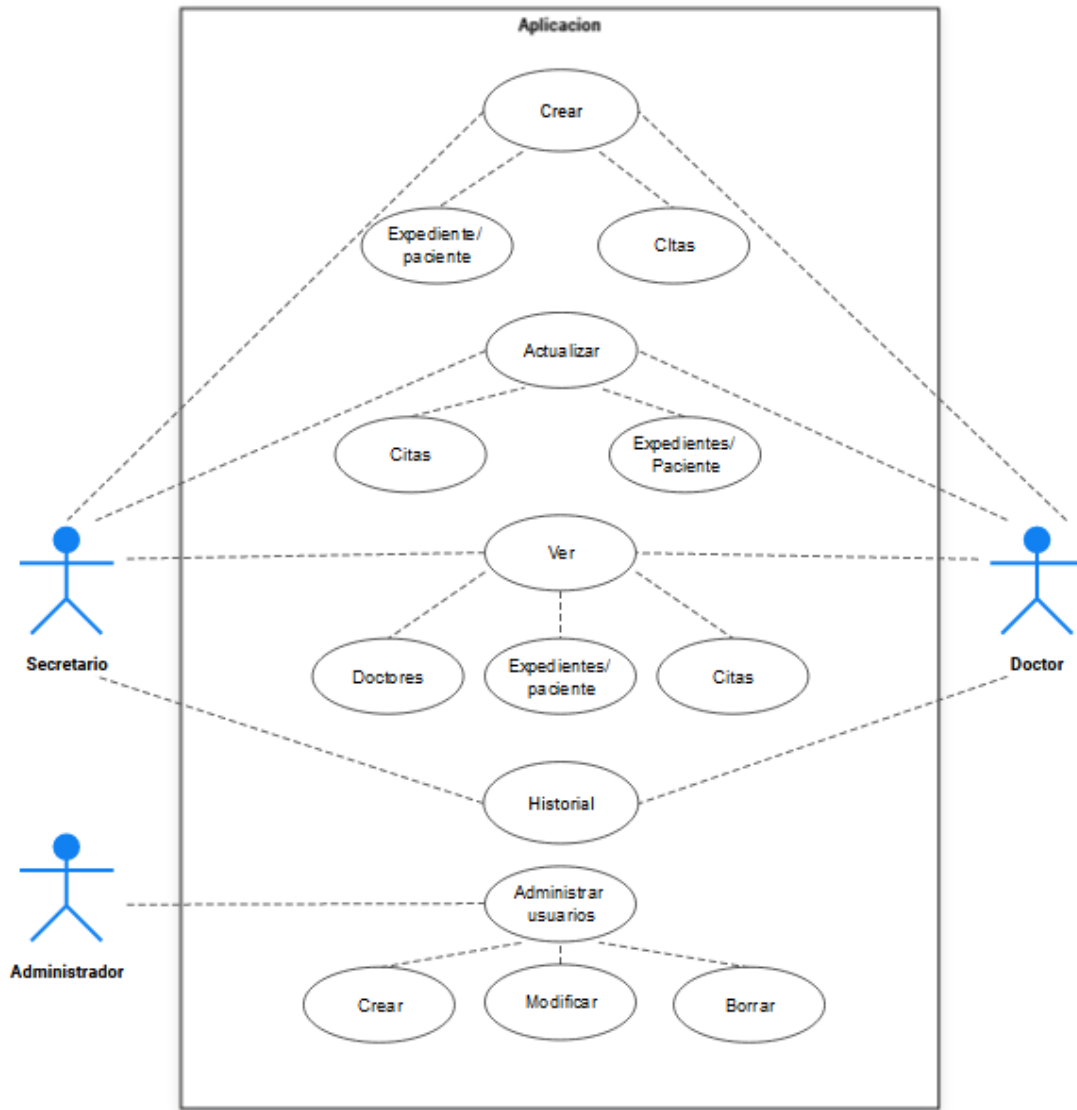 Aplicacion
Crear
Expediente/
paciente
CItas
Actualizar
Citas
Expedientes/
Paciente
Ver
Secretario
Doctor
Doctores
Expedientes/
paciente
Citas
Historial
Administrar
usuarios
Administrador
Crear
Modificar
Borrar